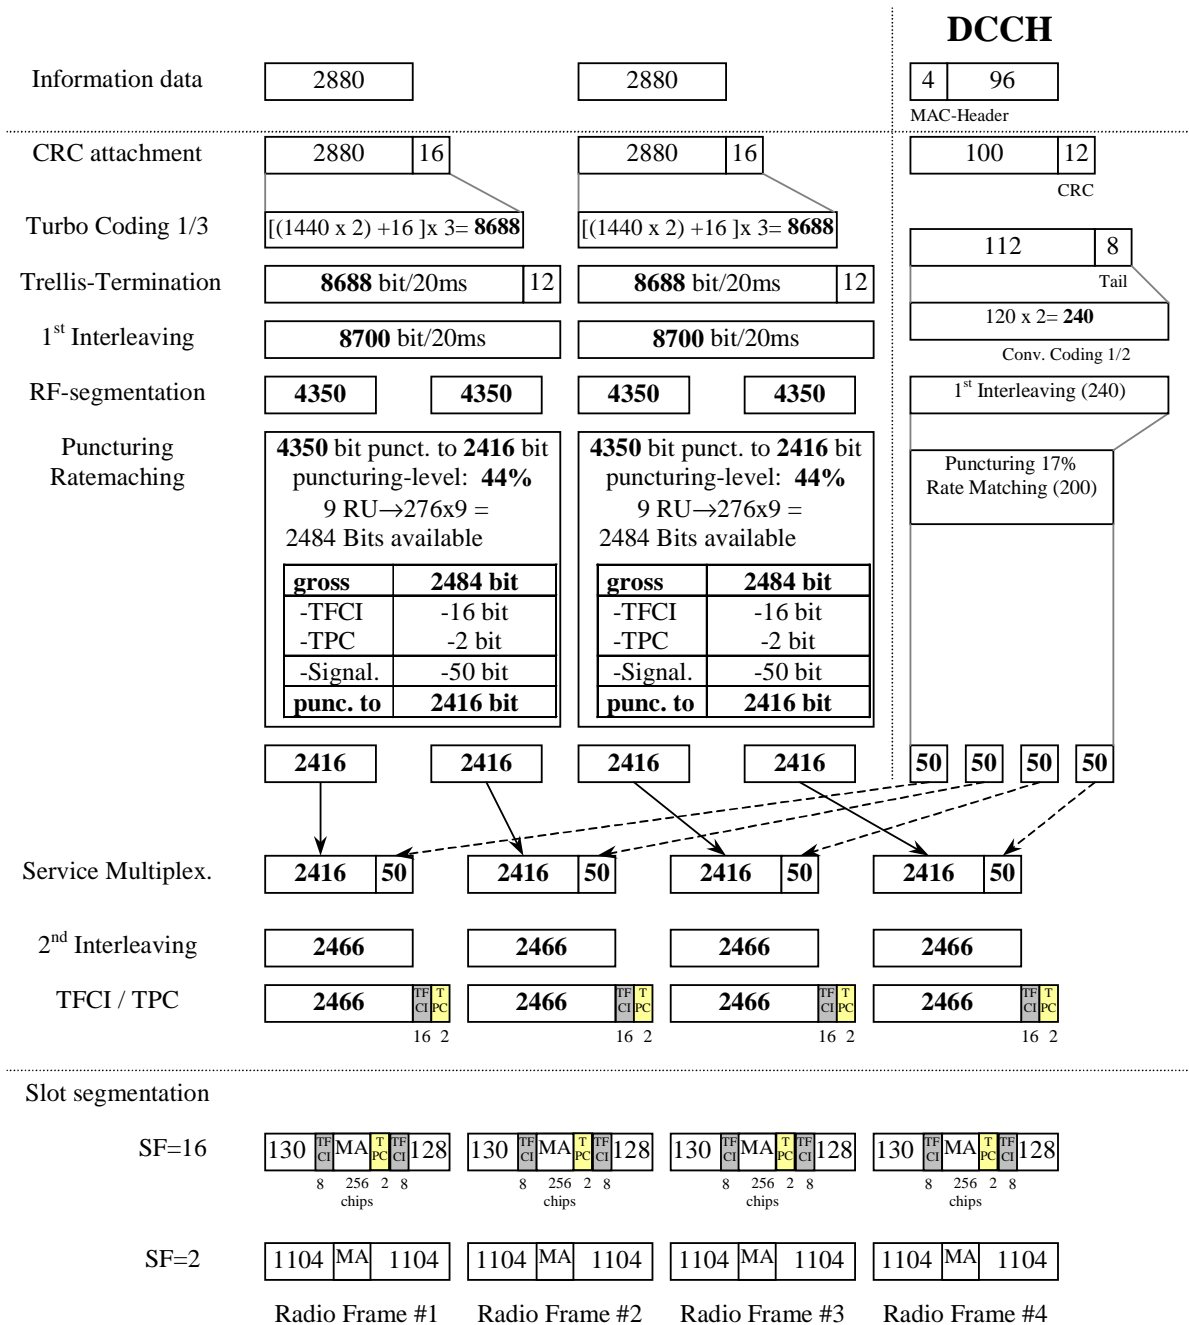 DCCH
Information data 2880 2880 4 96
MAC-Header
CRC attachment 2880 16 2880 16 100 12
CRC
Turbo Coding 1/3 [(1440 x 2) +16 ]x 3= 8688 [(1440 x 2) +16 ]x 3= 8688
112 8
Trellis-Termination 8688 bit/20ms 12 8688 bit/20ms 12
Tail
120 x 2= 240
1st Interleaving 8700 bit/20ms 8700 bit/20ms
Conv. Coding 1/2
RF-segmentation 4350 4350 4350 4350 1st Interleaving (240)
Puncturing 4350 bit punct. to 2416 bit 4350 bit punct. to 2416 bit
Ratemaching puncturing-level: 44% puncturing-level: 44% Puncturing 17%
Rate Matching (200)
9 RU→276x9 = 9 RU→276x9 =
2484 Bits available 2484 Bits available
gross 2484 bit gross 2484 bit
-TFCI -16 bit -TFCI -16 bit
-TPC -2 bit -TPC -2 bit
-Signal. -50 bit -Signal. -50 bit
punc. to 2416 bit punc. to 2416 bit
2416 2416 2416 2416 50 50 50 50
Service Multiplex. 2416 50 2416 50 2416 50 2416 50
2nd Interleaving 2466 2466 2466 2466
TFCI / TPC 2466 TF CI T PC 2466 TF CI T PC 2466 TF CI T PC 2466 TF CI T PC
16 2 16 2 16 2 16 2
Slot segmentation
SF=16 130 TF CI MA T PC TF CI 128 130 TF CI MA T PC TF CI 128 130 TF CI MA T PC TF CI 128 130 TF CI MA T PC TF CI 128
8 256 2 8 8 256 2 8 8 256 2 8 8 256 2 8
chips chips chips chips
SF=2 1104 MA 1104 1104 MA 1104 1104 MA 1104 1104 MA 1104
Radio Frame #1 Radio Frame #2 Radio Frame #3 Radio Frame #4